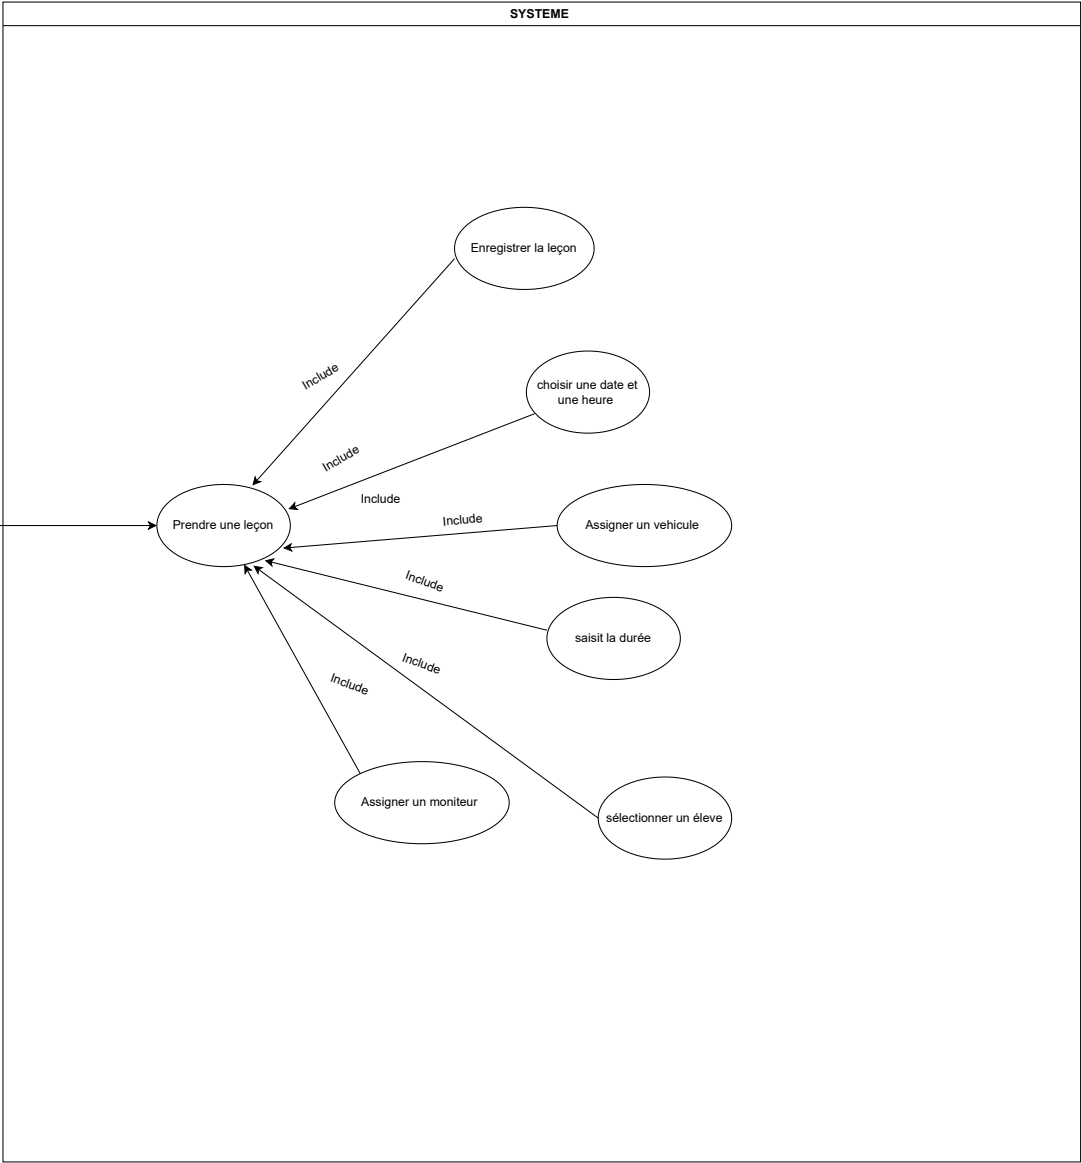 SYSTEME
Enregistrer la leçon
Include
choisir une date et
une heure
Include
Include
Include
Prendre une leçon
Assigner un vehicule
Include
saisit la durée
Include
Include
Assigner un moniteur
sélectionner un éleve